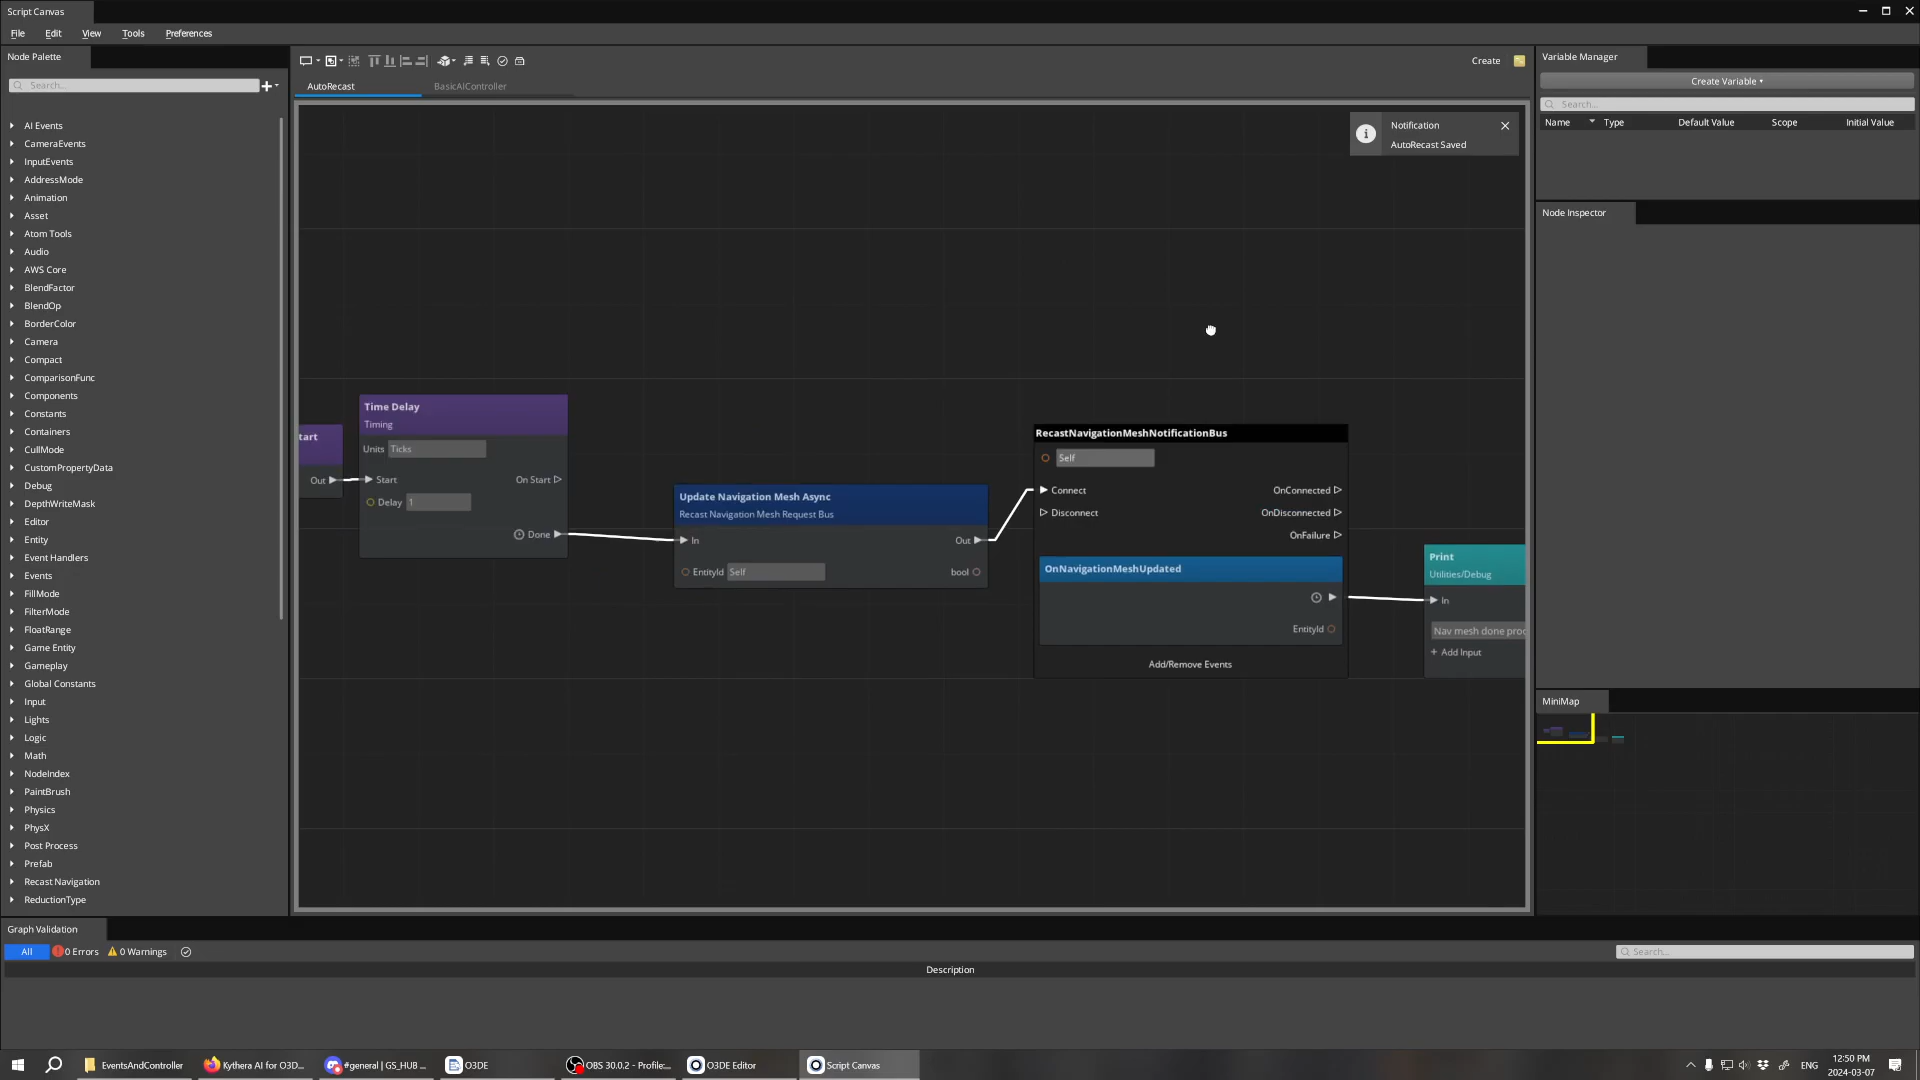 Script Canvas
File Edit View Tools Preferences
Node Palette
Search...
AI Events
CameraEvents
InputEvents
AddressMode
Animation
Asset
Atom Tools
Audio
AWS Core
BlendFactor
BlendOp
BorderColor
Camera
Compact
ComparisonFunc
Components
Constants
Containers
CullMode
CustomPropertyData
Debug
DepthWriteMask
Editor
Entity
Event Handlers
Events
FillMode
FilterMode
FloatRange
Game Entity
Gameplay
Global Constants
Input
Lights
Logic
Math
NodeIndex
PaintBrush
Physics
PhysX
Post Process
Prefab
Recast Navigation
ReductionType
Create
AutoRecast BasicAIController
Notification
AutoRecast Saved
tart
Out
Time Delay
Timing
Units Ticks
Start On Start
Delay 1
Done
Update Navigation Mesh Async
Recast Navigation Mesh Request Bus
In Out
EntityId Self bool
RecastNavigationMeshNotificationBus
Self
Connect OnConnected
Disconnect OnDisconnected
OnFailure
OnNavigationMeshUpdated
EntityId
Add/Remove Events
Print
Utilities/Debug
In
Nav mesh done proc
+ Add Input
Variable Manager
Create Variable
Search...
Name Type Default Value Scope Initial Value
Node Inspector
MiniMap
Graph Validation
All 0 Errors 0 Warnings
Search...
Description
EventsAndController
Kythera AI for O3D...
#general | GS_HUB ...
O3DE
OBS 30.0.2 - Profile:...
O3DE Editor
Script Canvas
ENG
12:50 PM
2024-03-07